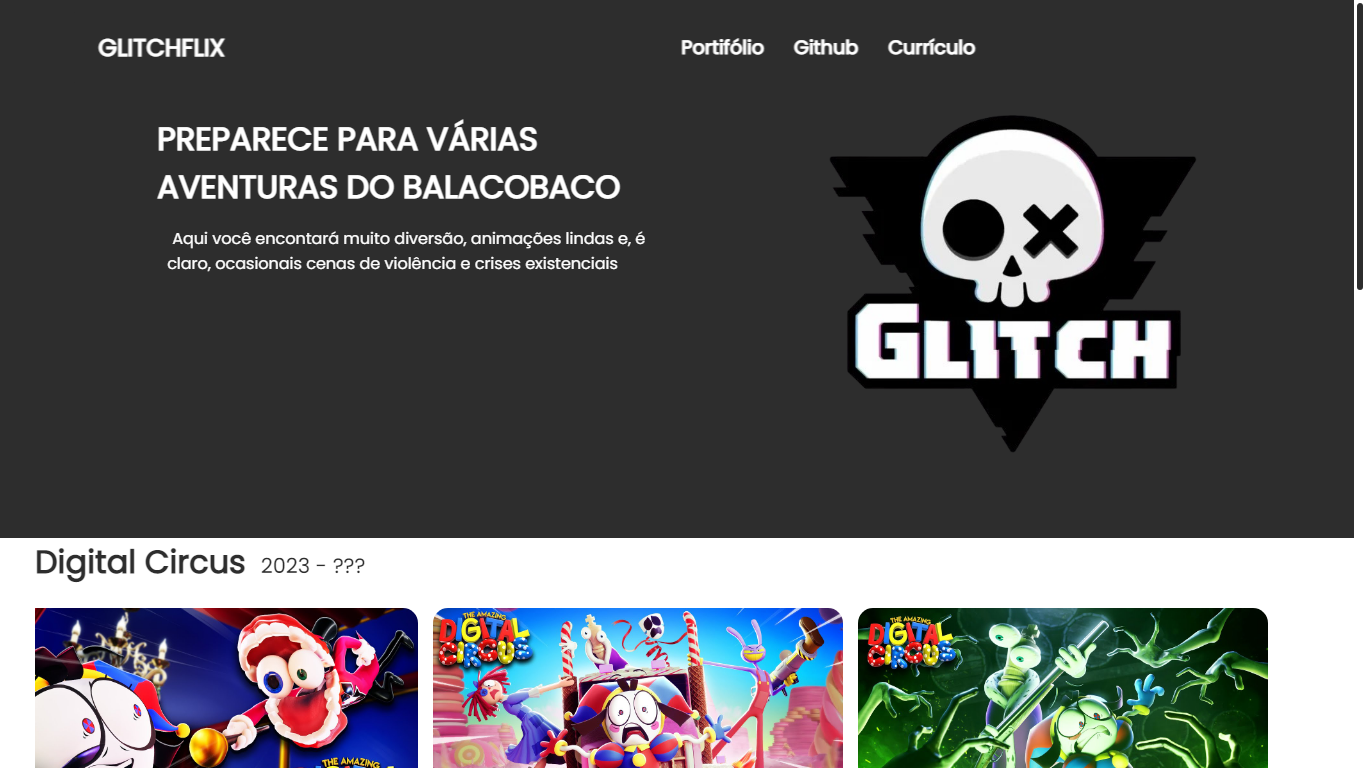 GLITCHFLIX
Portifólio Github Currículo
PREPARECE PARA VÁRIAS
AVENTURAS DO BALACOBACO
Aqui você encontará muito diversão, animações lindas e, é
claro, ocasionais cenas de violência e crises existenciais
GLITCH
Digital Circus 2023 - ???
THE AMAZING
DIGITAL
CIRCUS
THE AMAZING
DIGITAL
CIRCUS
THE AMAZING